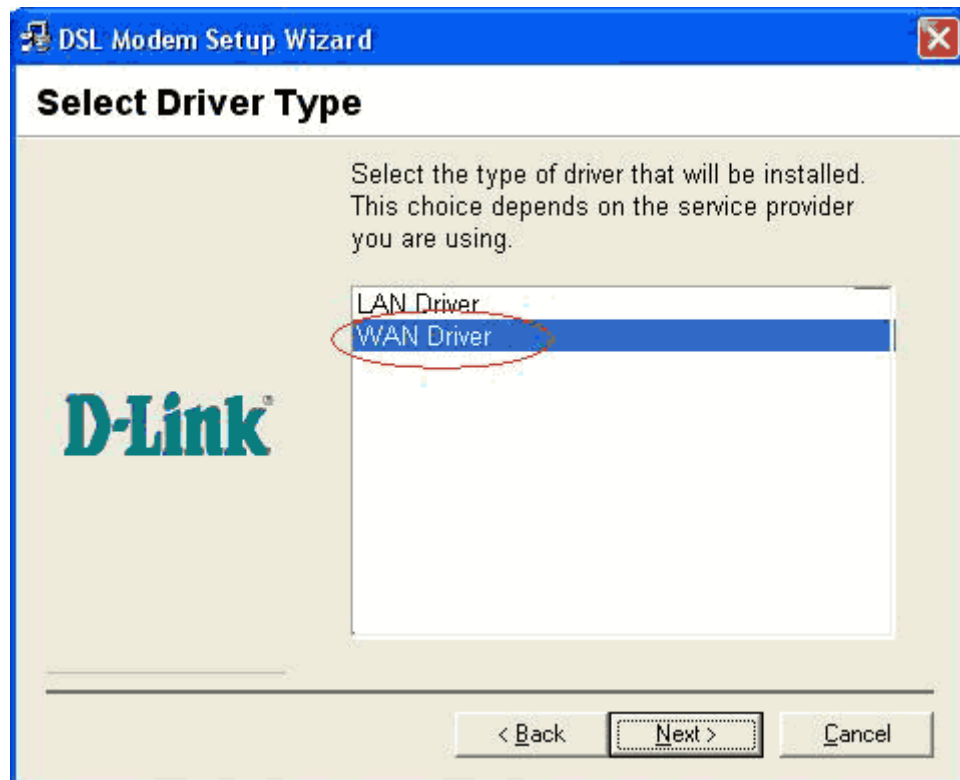 DSL Modem Setup Wizard
Select Driver Type
Select the type of driver that will be installed.
This choice depends on the service provider
you are using.
LAN Driver
WAN Driver
D-Link®
< Back
Next >
Cancel